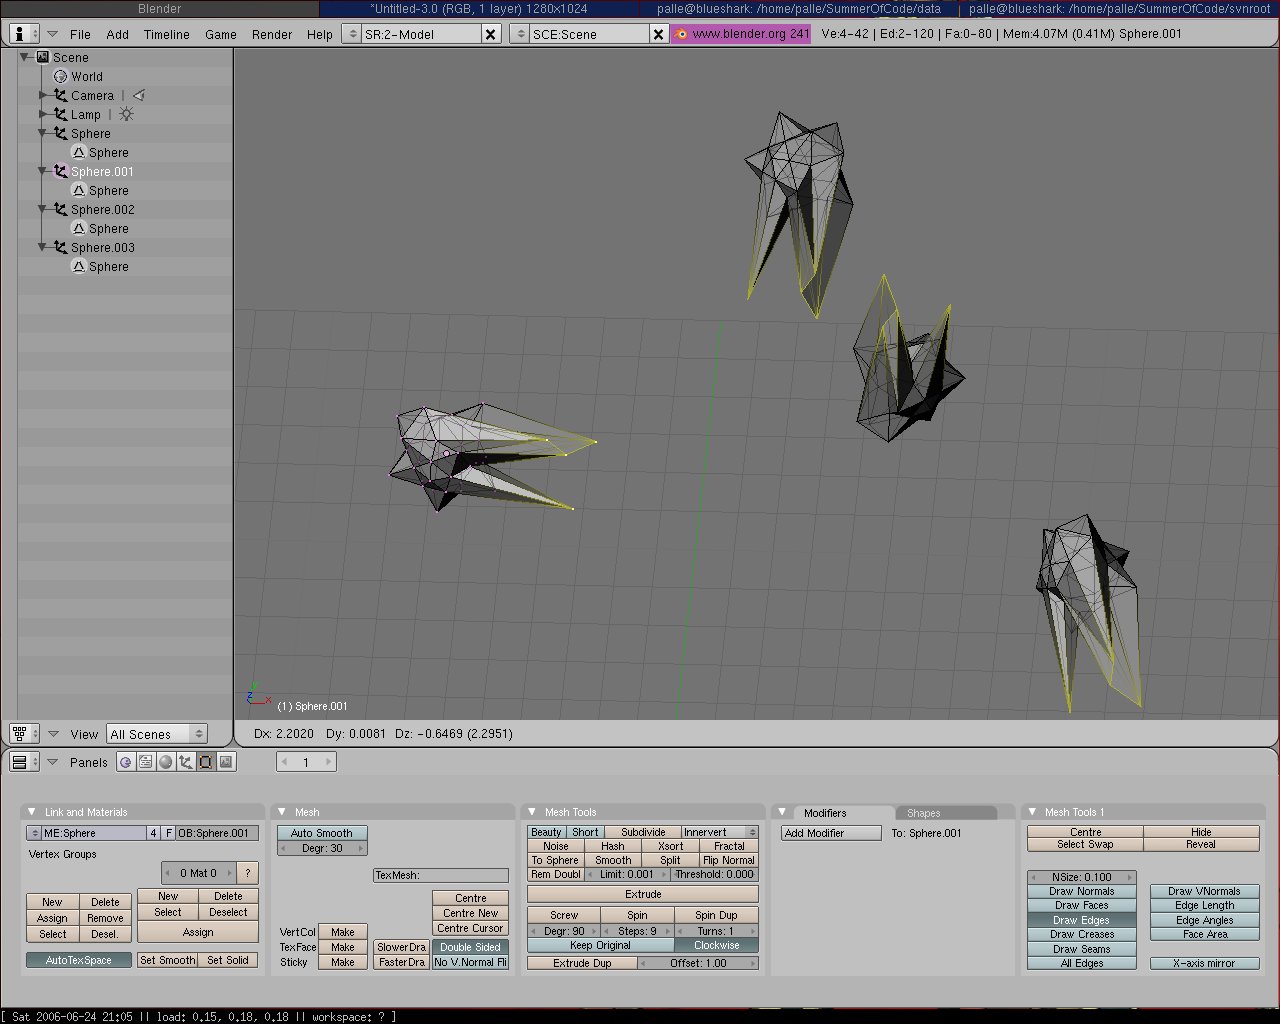 Blender
*Untitled-3.0 (RGB, 1 layer) 1280x1024
palle@blueshark: /home/palle/SummerOfCode/data
palle@blueshark: /home/palle/SummerOfCode/svnroot
File Add Timeline Game Render Help
SR:2-Model
SCE:Scene
www.blender.org 241
Ve:4-42 | Ed:2-120 | Fa:0-80 | Mem:4.07M (0.41M) Sphere.001
Scene
World
Camera
Lamp
Sphere
Sphere
Sphere.001
Sphere
Sphere.002
Sphere
Sphere.003
Sphere
z
x
(1) Sphere.001
View
All Scenes
Dx: 2.2020 Dy: 0.0081 Dz: -0.6469 (2.2951)
Panels
1
Link and Materials
ME:Sphere
4
F
OB:Sphere.001
Vertex Groups
0 Mat 0
?
New Delete
Assign Remove
Select Desel.
New Delete
Select Deselect
Assign
AutoTexSpace
Set Smooth Set Solid
Mesh
Auto Smooth
Degr: 30
TexMesh:
Centre
Centre New
Centre Cursor
VertCol Make
TexFace Make
Sticky Make
SlowerDra
FasterDra
Double Sided
No V.Normal Fli
Mesh Tools
Beauty Short Subdivide Innervert
Noise Hash Xsort Fractal
To Sphere Smooth Split Flip Normal
Rem Doubl Limit: 0.001 Threshold: 0.000
Extrude
Screw Spin Spin Dup
Degr: 90 Steps: 9 Turns: 1
Keep Original Clockwise
Extrude Dup Offset: 1.00
Modifiers
Shapes
Add Modifier
To: Sphere.001
Mesh Tools 1
Centre Hide
Select Swap Reveal
NSize: 0.100
Draw Normals
Draw Faces
Draw Edges
Draw Creases
Draw Seams
All Edges
Draw VNormals
Edge Length
Edge Angles
Face Area
X-axis mirror
[ Sat 2006-06-24 21:05 || load: 0.15, 0.18, 0.18 || workspace: ? ]